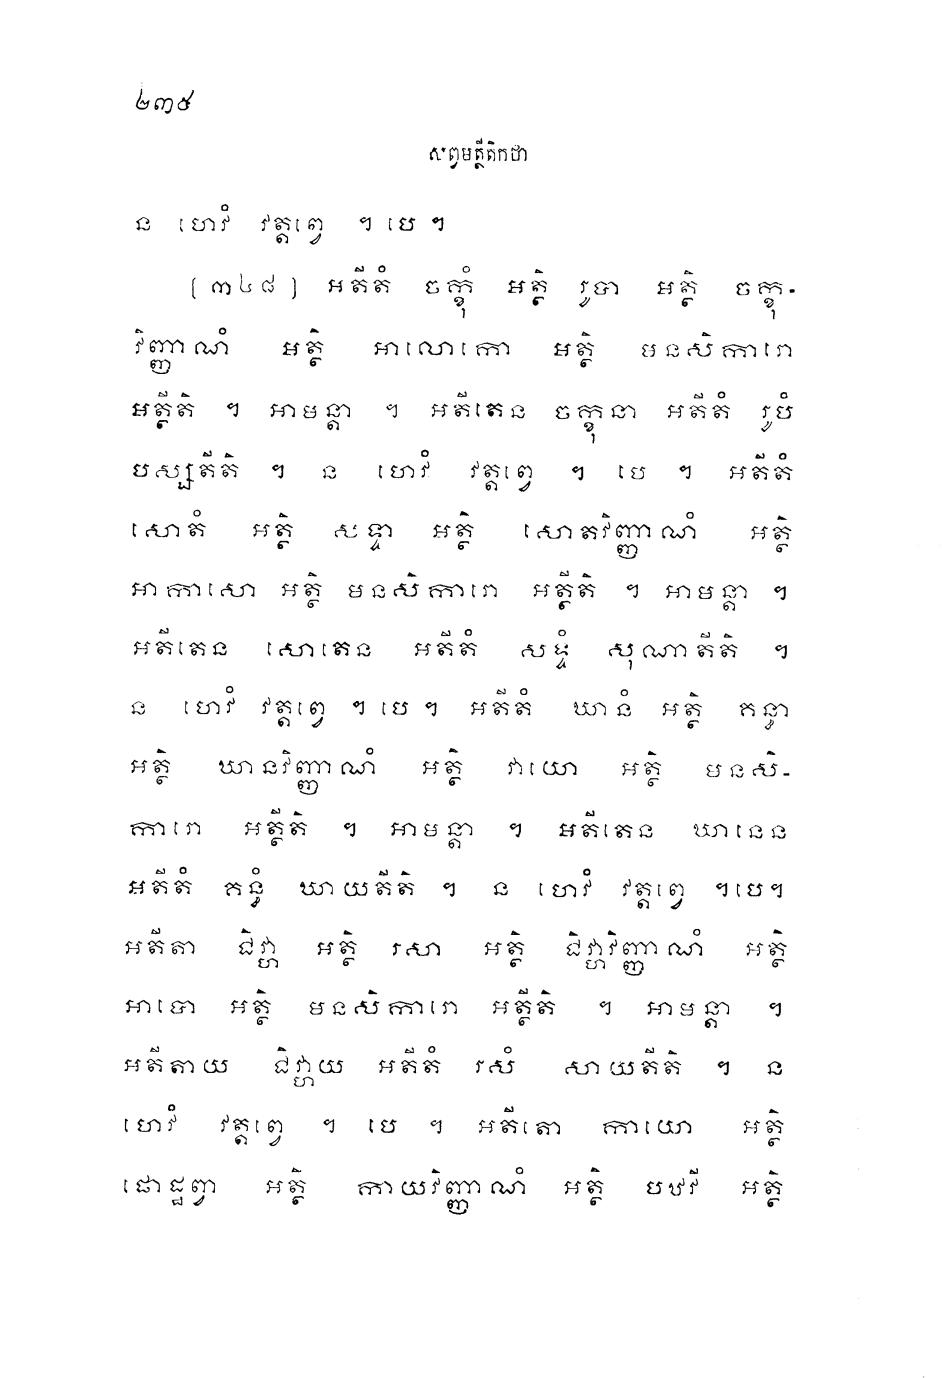 ២៣៥
សព្វមត្ថីតិកថា
ន ហេវំ វត្តព្វេ ។ បេ ។
(៣៤៨) អតីតំ ចក្ខុំ អត្ថិ រូបា អត្ថិ ចក្ខុ-
វិញ្ញាណំ អត្ថិ អាលោកោ អត្ថិ មនសិការោ
អត្ថីតិ ។ អាមន្តា ។ អតីតេន ចក្ខុនា អតីតំ រូបំ
បស្សតីតិ ។ ន ហេវំ វត្តព្វេ ។ បេ ។ អតីតំ
សោតំ អត្ថិ សទ្ទា អត្ថិ សោតវិញ្ញាណំ អត្ថិ
អាកាសោ អត្ថិ មនសិការោ អត្ថីតិ ។ អាមន្តា ។
អតីតេន សោតេន អតីតំ សទ្ទំ សុណាតីតិ ។
ន ហេវំ វត្តព្វេ ។ បេ ។ អតីតំ ឃានំ អត្ថិ គន្ធា
អត្ថិ ឃានវិញ្ញាណំ អត្ថិ វាយោ អត្ថិ មនសិ-
ការោ អត្ថីតិ ។ អាមន្តា ។ អតីតេន ឃានេន
អតីតំ គន្ធំ ឃាយតីតិ ។ ន ហេវំ វត្តព្វេ ។ បេ ។
អតីតា ជិវ្ហា អត្ថិ រសា អត្ថិ ជិវ្ហាវិញ្ញាណំ អត្ថិ
អាបោ អត្ថិ មនសិការោ អត្ថីតិ ។ អាមន្តា ។
អតីតាយ ជិវ្ហាយ អតីតំ រសំ សាយតីតិ ។ ន
ហេវំ វត្តព្វេ ។ បេ ។ អតីតោ កាយោ អត្ថិ
ផោដ្ឋព្វា អត្ថិ កាយវិញ្ញាណំ អត្ថិ បឋវី អត្ថិ